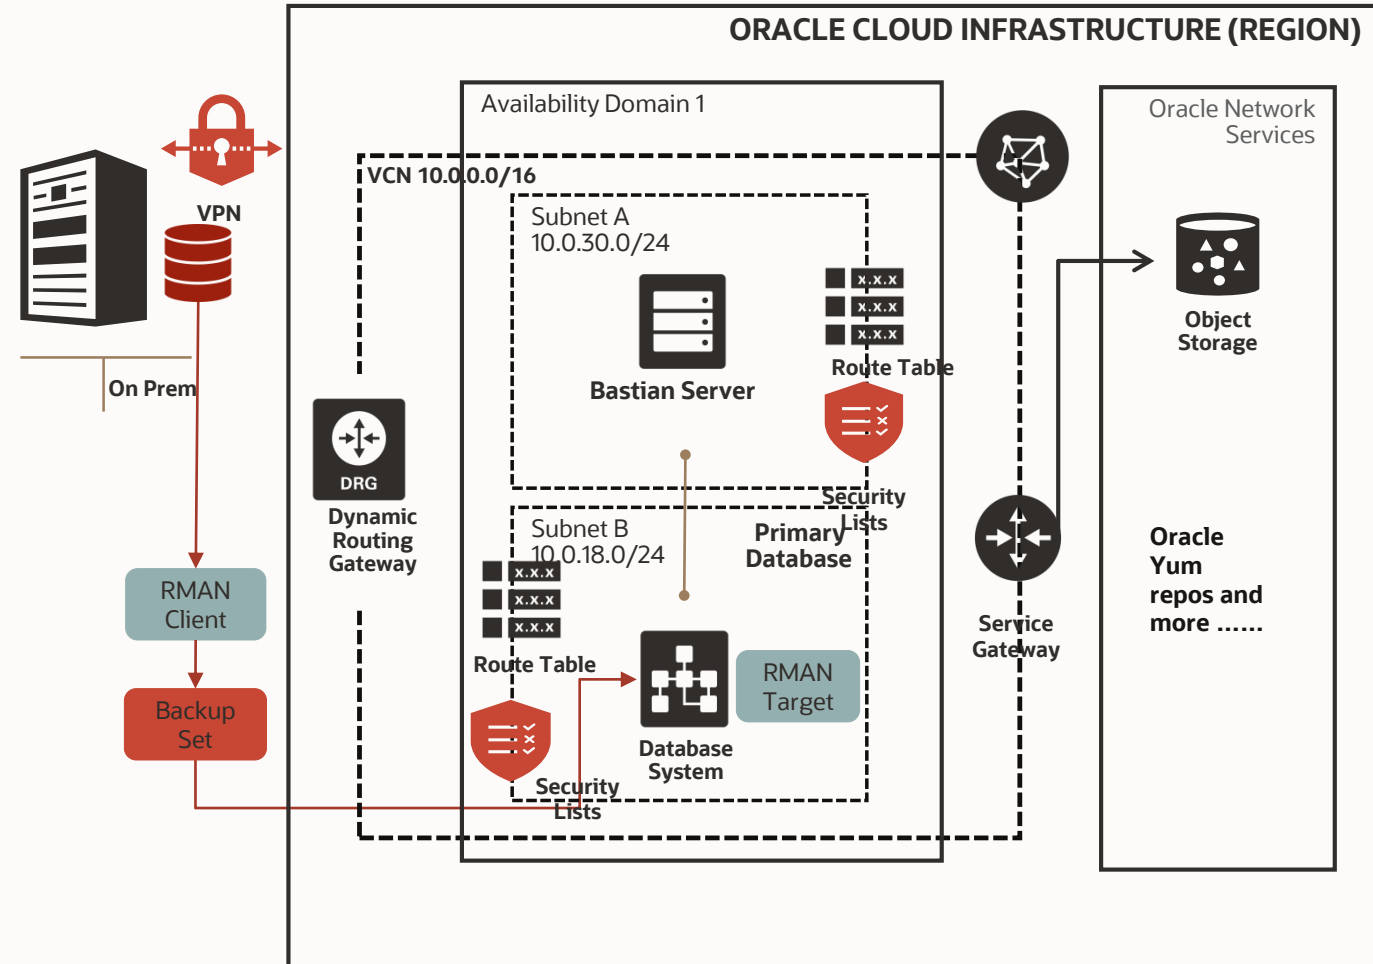 ORACLE CLOUD INFRASTRUCTURE (REGION)
Availability Domain 1
Oracle Network
Services
VPN
VCN 10.0.0.0/16
Subnet A
10.0.30.0/24
x.x.x
x.x.x
x.x.x
Route Table
Bastian Server
Object
Storage
On Prem
DRG
Dynamic
Routing
Gateway
Security
Lists
Subnet B
10.0.18.0/24
Primary
Database
x.x.x
x.x.x
x.x.x
Route Table
RMAN
Client
Backup
Set
RMAN
Target
Database
System
Security
Lists
Service
Gateway
Oracle
Yum
repos and
more ......